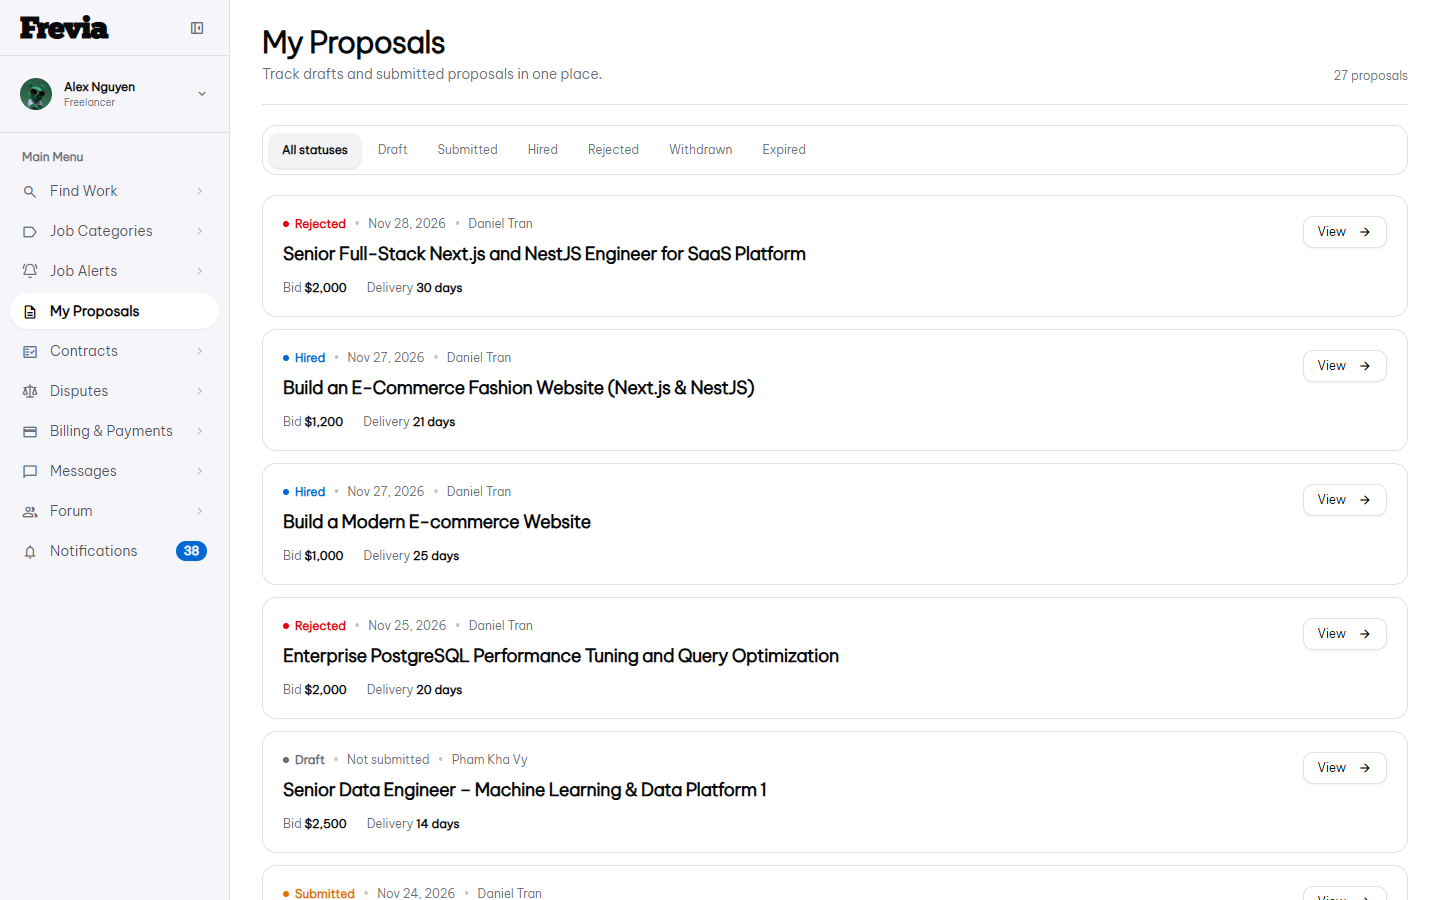 Frevia
Alex Nguyen
Freelancer
Main Menu
Find Work
Job Categories
Job Alerts
My Proposals
Contracts
Disputes
Billing & Payments
Messages
Forum
Notifications 38
My Proposals
Track drafts and submitted proposals in one place.
27 proposals
All statuses Draft Submitted Hired Rejected Withdrawn Expired
Rejected • Nov 28, 2026 • Daniel Tran
View
Senior Full-Stack Next.js and NestJS Engineer for SaaS Platform
Bid $2,000 Delivery 30 days
Hired • Nov 27, 2026 • Daniel Tran
View
Build an E-Commerce Fashion Website (Next.js & NestJS)
Bid $1,200 Delivery 21 days
Hired • Nov 27, 2026 • Daniel Tran
View
Build a Modern E-commerce Website
Bid $1,000 Delivery 25 days
Rejected • Nov 25, 2026 • Daniel Tran
View
Enterprise PostgreSQL Performance Tuning and Query Optimization
Bid $2,000 Delivery 20 days
Draft • Not submitted • Pham Kha Vy
View
Senior Data Engineer – Machine Learning & Data Platform 1
Bid $2,500 Delivery 14 days
Submitted • Nov 24, 2026 • Daniel Tran
View